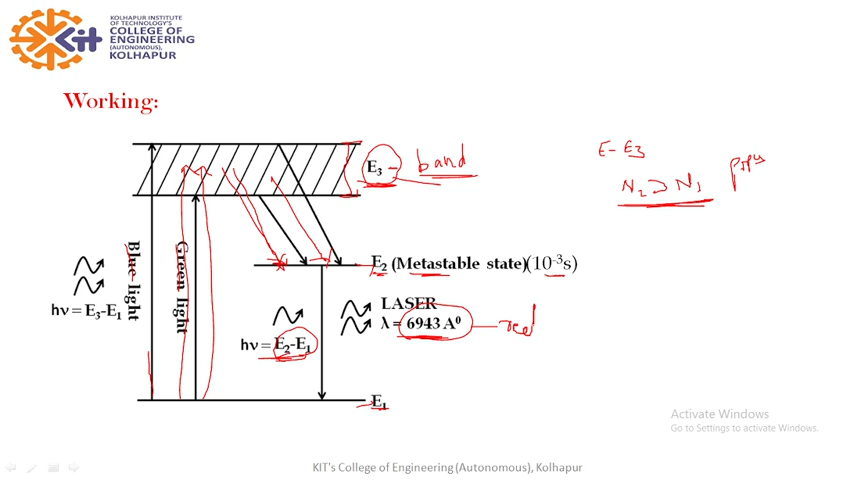 KOLHAPUR INSTITUTE
OF TECHNOLOGY'S
COLLEGE OF
ENGINEERING
(AUTONOMOUS),
KOLHAPUR
Working:
E₃ - band
E-E₃
N₂ > N₁
Blue light
Green light
E₂ (Metastable state)(10⁻³s)
hν = E₃-E₁
LASER
λ = 6943 A⁰ — red
hν = E₂-E₁
E₁
Activate Windows
Go to Settings to activate Windows.
KIT's College of Engineering (Autonomous), Kolhapur